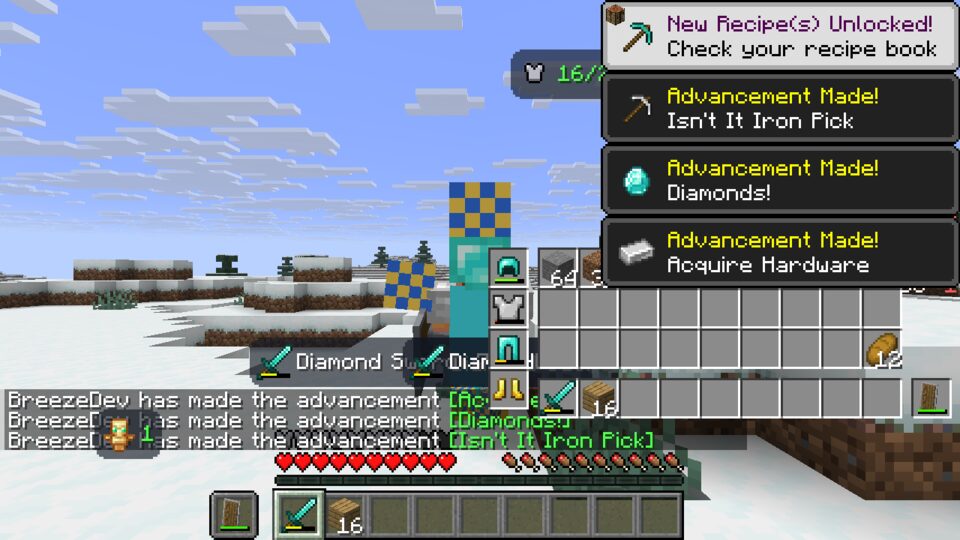 New Recipe(s) Unlocked!
Check your recipe book
16/
Advancement Made!
Isn't It Iron Pick
Advancement Made!
Diamonds!
Advancement Made!
Acquire Hardware
64
12
Diamond
BreezeDev has made the advancement
16
BreezeDev has made the advancement [Diamonds!]
1
BreezeDev has made the advancement [Isn't It Iron Pick]
16